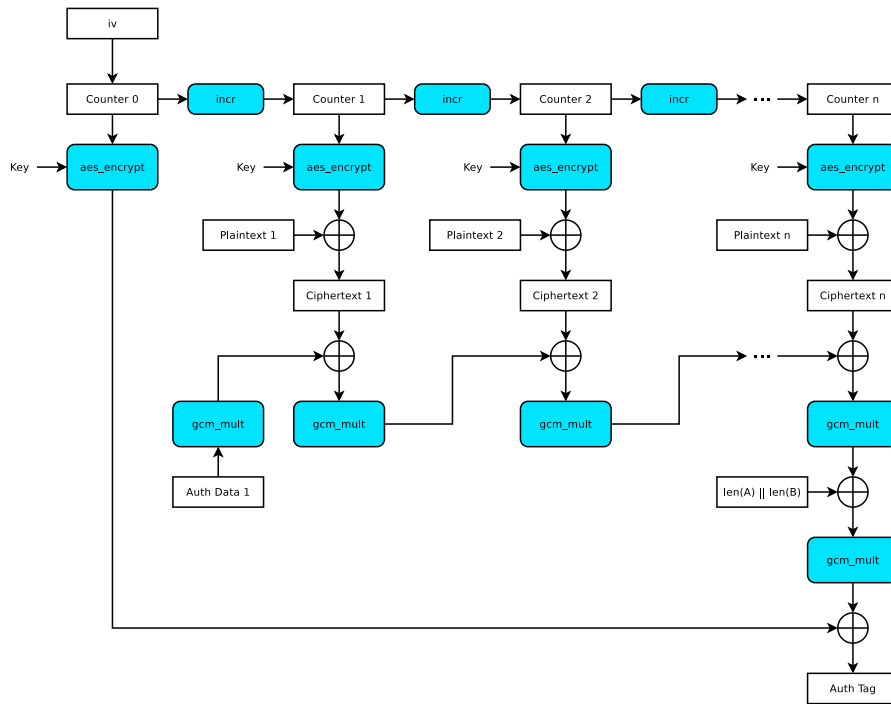 iv
Counter 0
incr
Counter 1
incr
Counter 2
incr
...
Counter n
Key
aes_encrypt
Key
aes_encrypt
Key
aes_encrypt
Key
aes_encrypt
Plaintext 1
Plaintext 2
Plaintext n
Ciphertext 1
Ciphertext 2
Ciphertext n
...
gcm_mult
gcm_mult
gcm_mult
gcm_mult
Auth Data 1
len(A) || len(B)
gcm_mult
Auth Tag